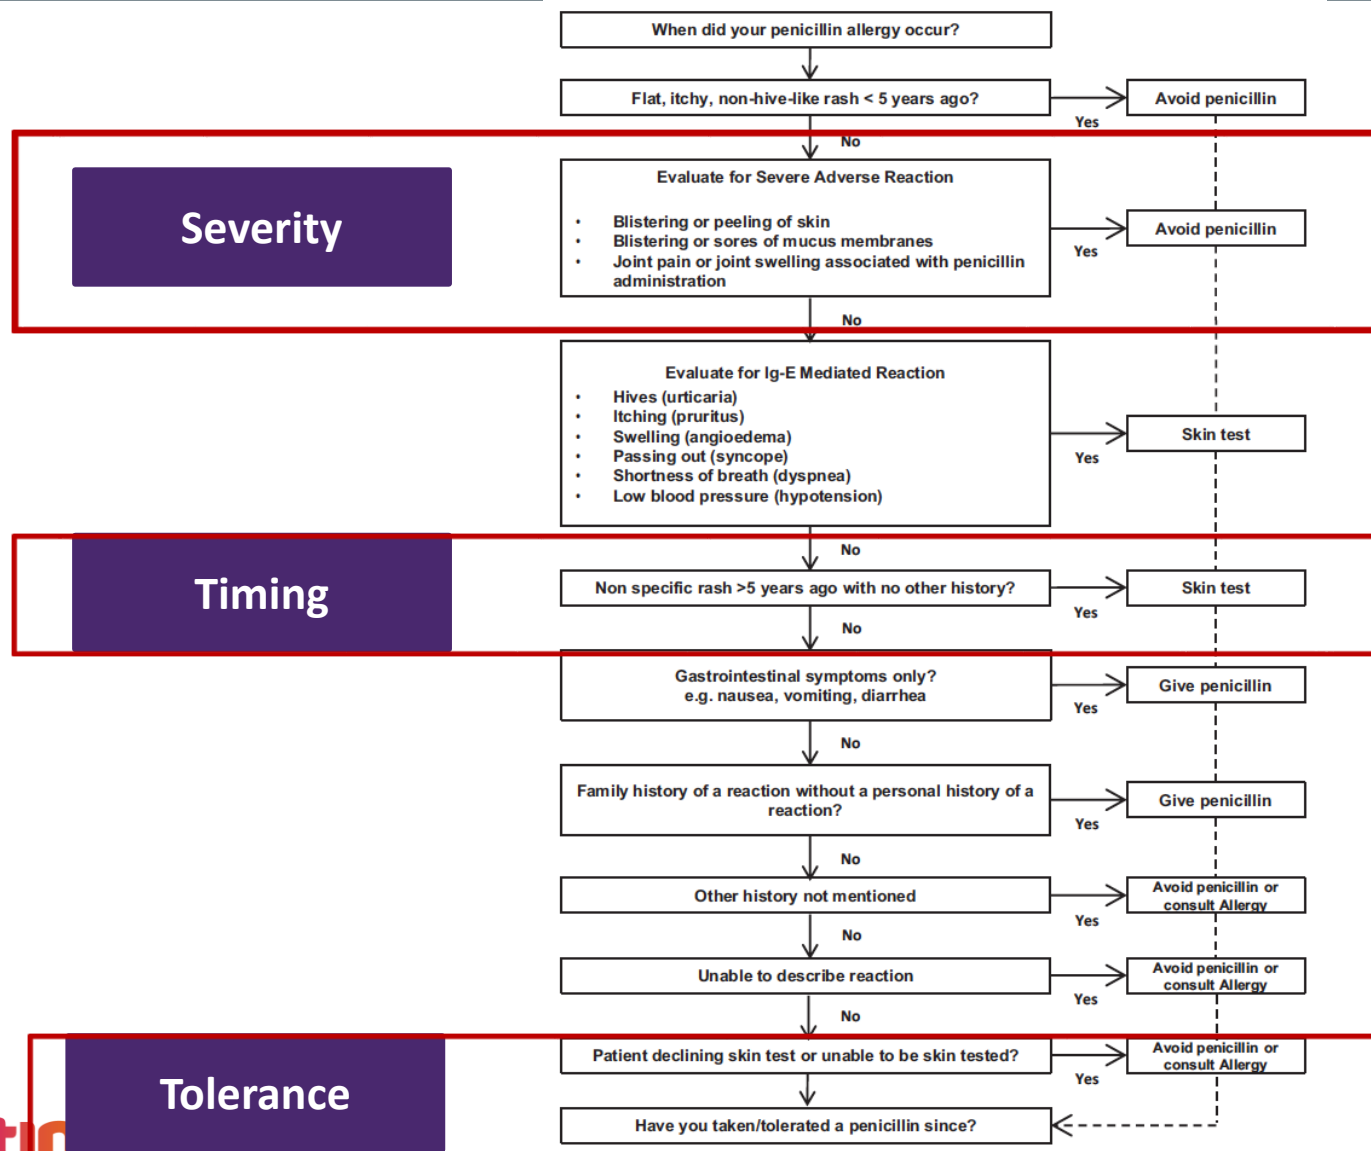 When did your penicillin allergy occur?
Flat, itchy, non-hive-like rash < 5 years ago?
Yes
Avoid penicillin
No
Severity
Evaluate for Severe Adverse Reaction
• Blistering or peeling of skin
• Blistering or sores of mucus membranes
• Joint pain or joint swelling associated with penicillin
administration
Yes
Avoid penicillin
No
Evaluate for Ig-E Mediated Reaction
• Hives (urticaria)
• Itching (pruritus)
• Swelling (angioedema)
• Passing out (syncope)
• Shortness of breath (dyspnea)
• Low blood pressure (hypotension)
Yes
Skin test
No
Timing
Non specific rash >5 years ago with no other history?
Yes
Skin test
No
Gastrointestinal symptoms only?
e.g. nausea, vomiting, diarrhea
Yes
Give penicillin
No
Family history of a reaction without a personal history of a
reaction?
Yes
Give penicillin
No
Other history not mentioned
Yes
Avoid penicillin or
consult Allergy
No
Unable to describe reaction
Yes
Avoid penicillin or
consult Allergy
No
Tolerance
Patient declining skin test or unable to be skin tested?
Yes
Avoid penicillin or
consult Allergy
Have you taken/tolerated a penicillin since?